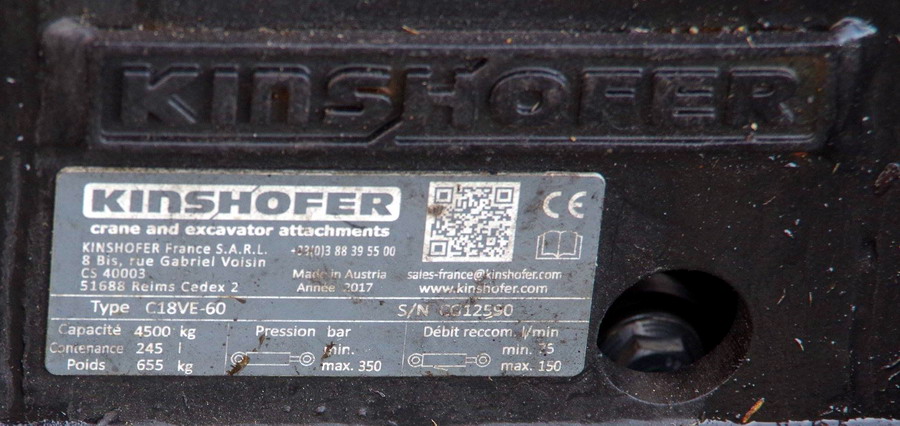 KINSHOFER
KINSHOFER
crane and excavator attachments
KINSHOFER France S.A.R.L.
8 Bis, rue Gabriel Voisin
CS 40003
51688 Reims Cedex 2
+33(0)3 88 39 55 00
Made in Austria
Année 2017
CE
sales-france@kinshofer.com
www.kinshofer.com
Type C18VE-60
S/N
Capacité 4500 kg
Contenance 245 l
Poids 655 kg
Pression bar
min.
max. 350
Débit reccom. l/min
min.
max. 150